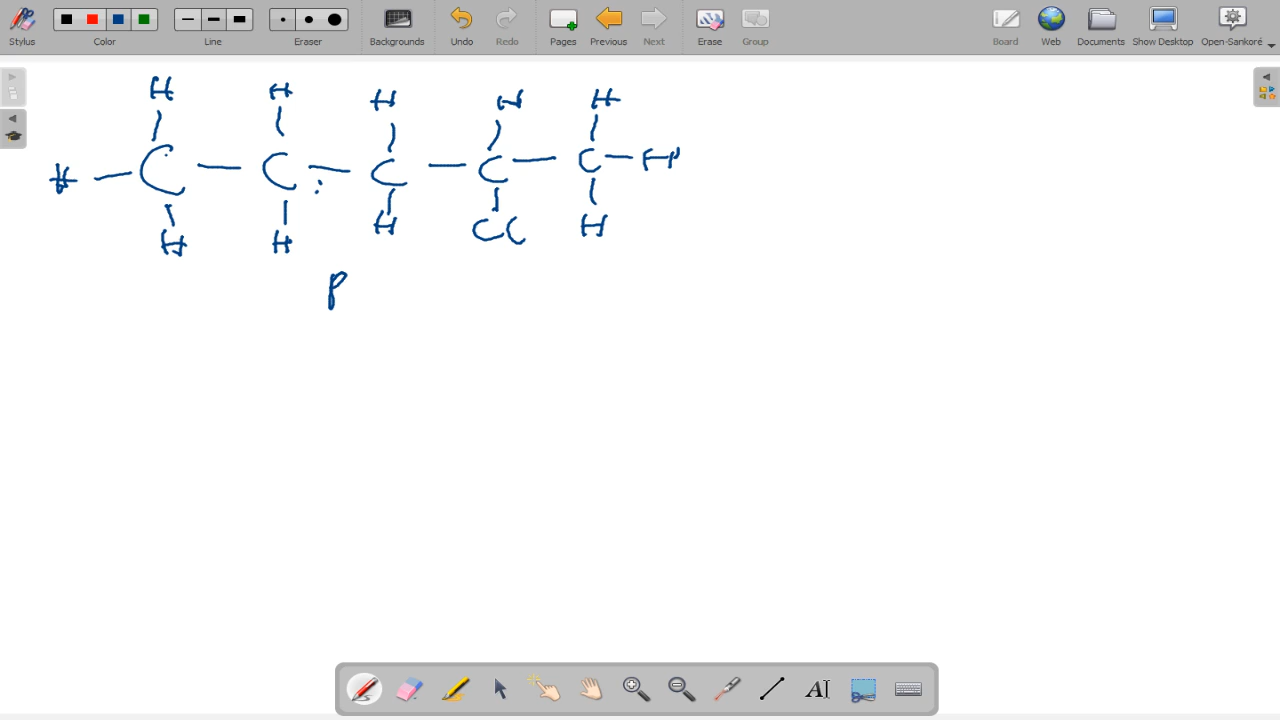 Stylus Color Line Eraser Backgrounds Undo Redo Pages Previous Next Erase Group Board Web Documents Show Desktop Open-Sankoré
H H H H H
H — C — C — C — C — C — H
H H H Cl H
P
AI